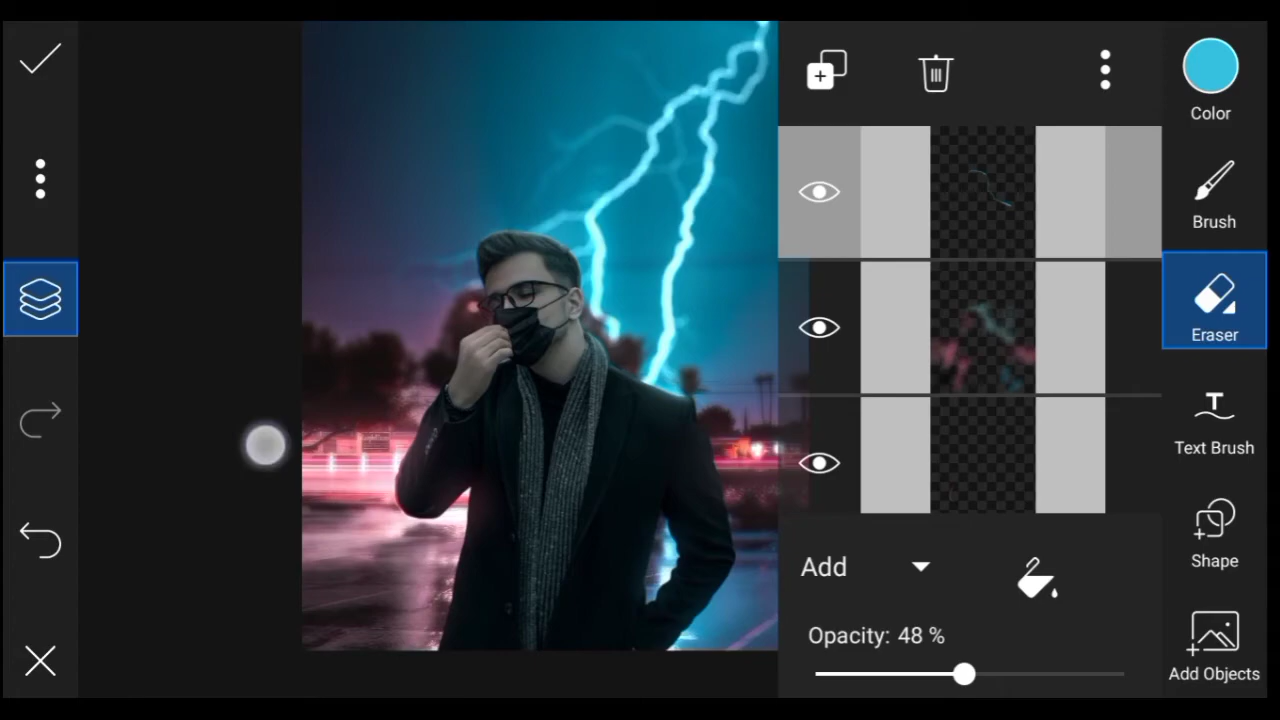 Color
Brush
Eraser
Text Brush
Shape
Add Objects
Add
Opacity: 48 %